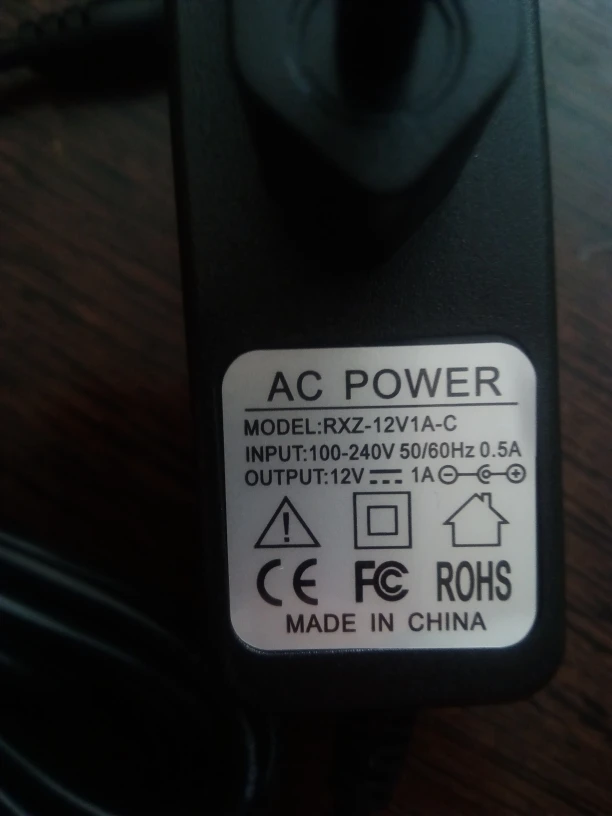 AC POWER
MODEL:RXZ-12V1A-C
INPUT:100-240V 50/60Hz 0.5A
OUTPUT:12V ⎓ 1A
CE FC ROHS
MADE IN CHINA